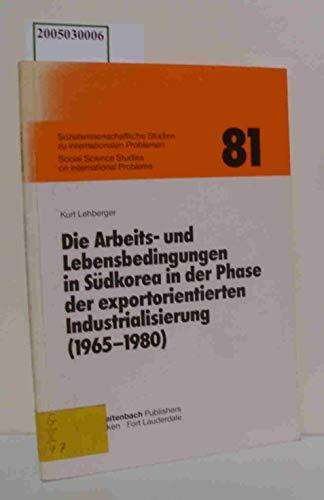 2005030006
Sozialwissenschaftliche Studien
zu internationalen Problemen
Social Science Studies
on International Problems
81
Kurt Lehberger
Die Arbeits- und
Lebensbedingungen
in Südkorea in der Phase
der exportorientierten
Industrialisierung
(1965–1980)
Publishers
Fort Lauderdale